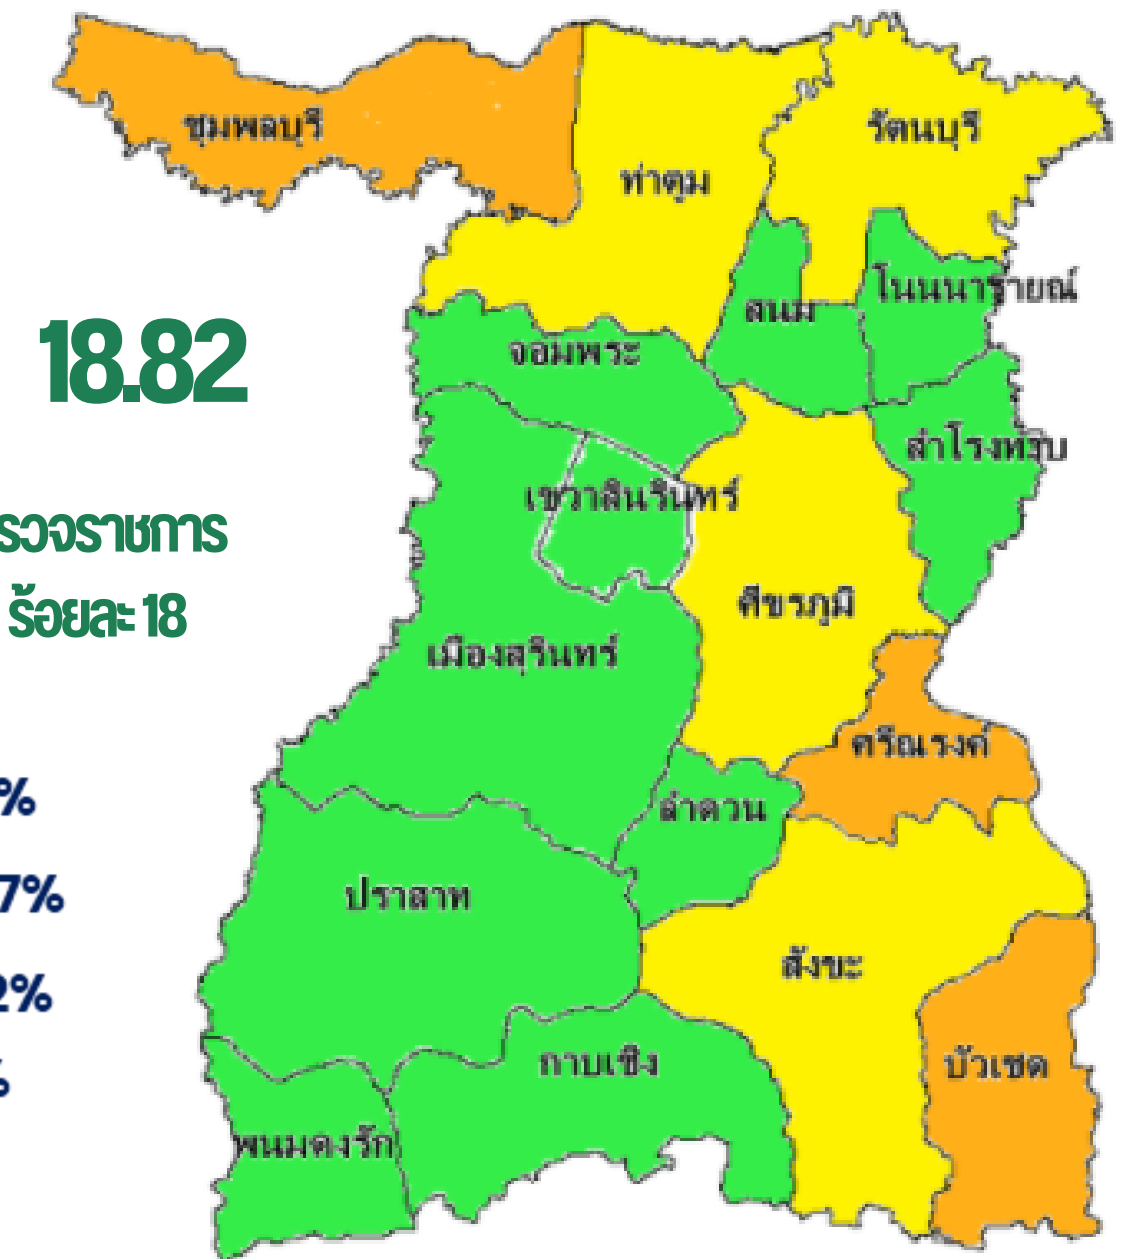 ชุมพลบุรี
รัตนบุรี
ท่าตูม
โนนนารายณ์
สนม
18.82
จอมพระ
สำโรงทาบ
เขวาสินรินทร์
รวจราชการ
ร้อยละ 18
ศีขรภูมิ
เมืองสุรินทร์
ศรีณรงค์
%
ลำดวน
7%
ปราสาท
สังขะ
2%
กาบเชิง
บัวเชด
%
พนมดงรัก